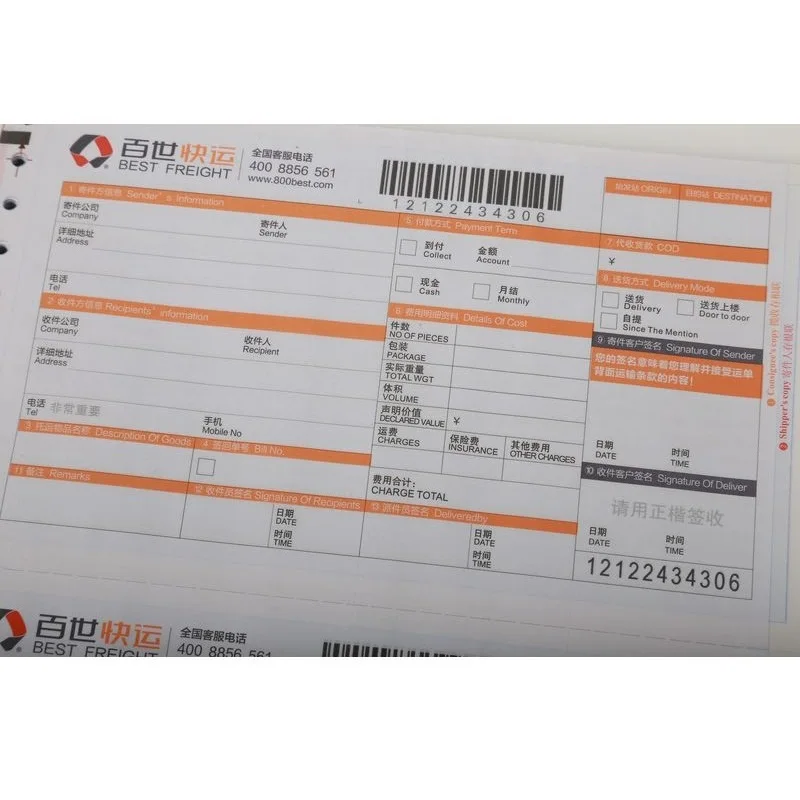 百世快运
BEST FREIGHT
全国客服电话
400 8856 561
www.800best.com
12122434306
始发站 ORIGIN
目的站 DESTINATION
1 寄件方信息 Sender's Information
寄件公司
Company
寄件人
Sender
详细地址
Address
电话
Tel
2 收件方信息 Recipients' information
收件公司
Company
收件人
Recipient
详细地址
Address
电话 非常重要
Tel
手机
Mobile No
3 托运物品名称 Description Of Goods
4 签回单号 Bill No.
11 备注 Remarks
12 收件员签名 Signature Of Recipients
日期
DATE
时间
TIME
5 付款方式 Payment Term
到付
Collect
金额
Account
现金
Cash
月结
Monthly
6 费用明细资料 Details Of Cost
件数
NO OF PIECES
包装
PACKAGE
实际重量
TOTAL WGT
体积
VOLUME
声明价值
DECLARED VALUE ¥
运费
CHARGES
保险费
INSURANCE
其他费用
OTHER CHARGES
费用合计:
CHARGE TOTAL
13 派件员签名 Deliveredby
日期
DATE
时间
TIME
7 代收货款 COD
¥
8 送货方式 Delivery Mode
送货
Delivery
送货上楼
Door to door
自提
Since The Mention
9 寄件客户签名 Signature Of Sender
您的签名意味着您理解并接受运单
背面运输条款的内容!
日期
DATE
时间
TIME
10 收件客户签名 Signature Of Deliver
请用正楷签收
日期
DATE
时间
TIME
12122434306
1 Consignee's copy 揽收存根联
2 Shipper's copy 寄件人存根联
百世快运
BEST FREIGHT
全国客服电话
400 8856 561